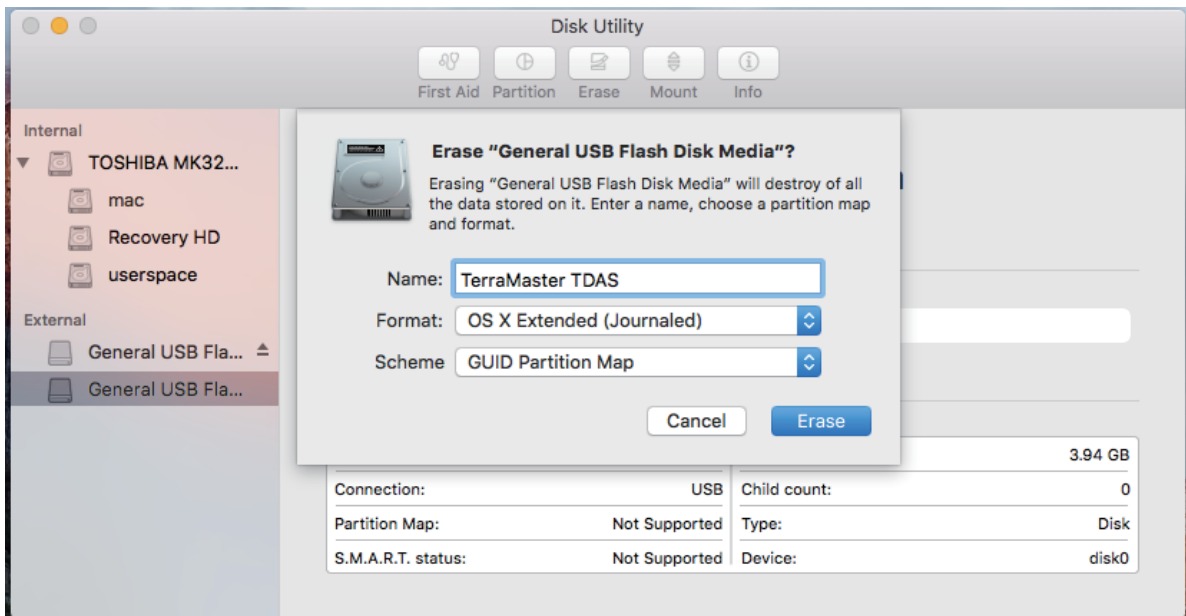 Disk Utility
First Aid Partition Erase Mount Info
Internal
TOSHIBA MK32...
mac
Recovery HD
userspace
External
General USB Fla...
General USB Fla...
Erase “General USB Flash Disk Media”?
Erasing “General USB Flash Disk Media” will destroy of all
the data stored on it. Enter a name, choose a partition map
and format.
Name: TerraMaster TDAS
Format: OS X Extended (Journaled)
Scheme GUID Partition Map
Cancel Erase
3.94 GB
Connection: USB Child count: 0
Partition Map: Not Supported Type: Disk
S.M.A.R.T. status: Not Supported Device: disk0